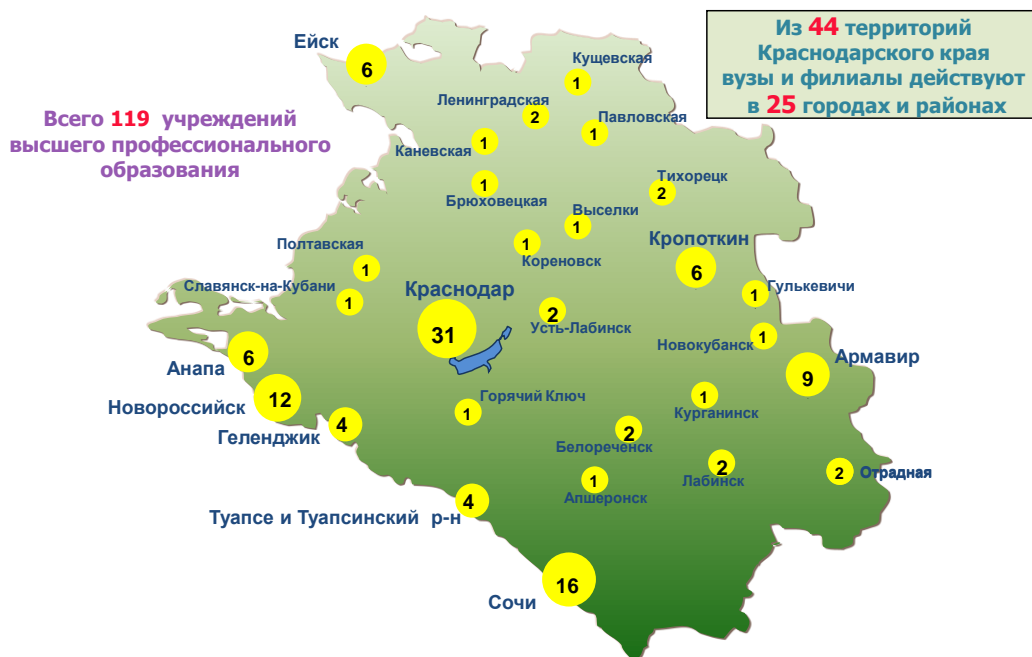 Из 44 территорий
Краснодарского края
вузы и филиалы действуют
в 25 городах и районах
Всего 119 учреждений
высшего профессионального
образования
Ейск
6
Кущевская
1
Ленинградская
2
Павловская
1
Каневская
1
Брюховецкая
1
Тихорецк
2
Выселки
1
Кореновск
1
Кропоткин
6
Полтавская
1
Славянск-на-Кубани
1
Гулькевичи
1
Краснодар
31
Усть-Лабинск
2
Новокубанск
1
Армавир
9
Анапа
6
Новороссийск
12
Геленджик
4
Горячий Ключ
1
Курганинск
1
Белореченск
2
Лабинск
2
Отрадная
2
Апшеронск
1
Туапсе и Туапсинский р-н
4
Сочи
16